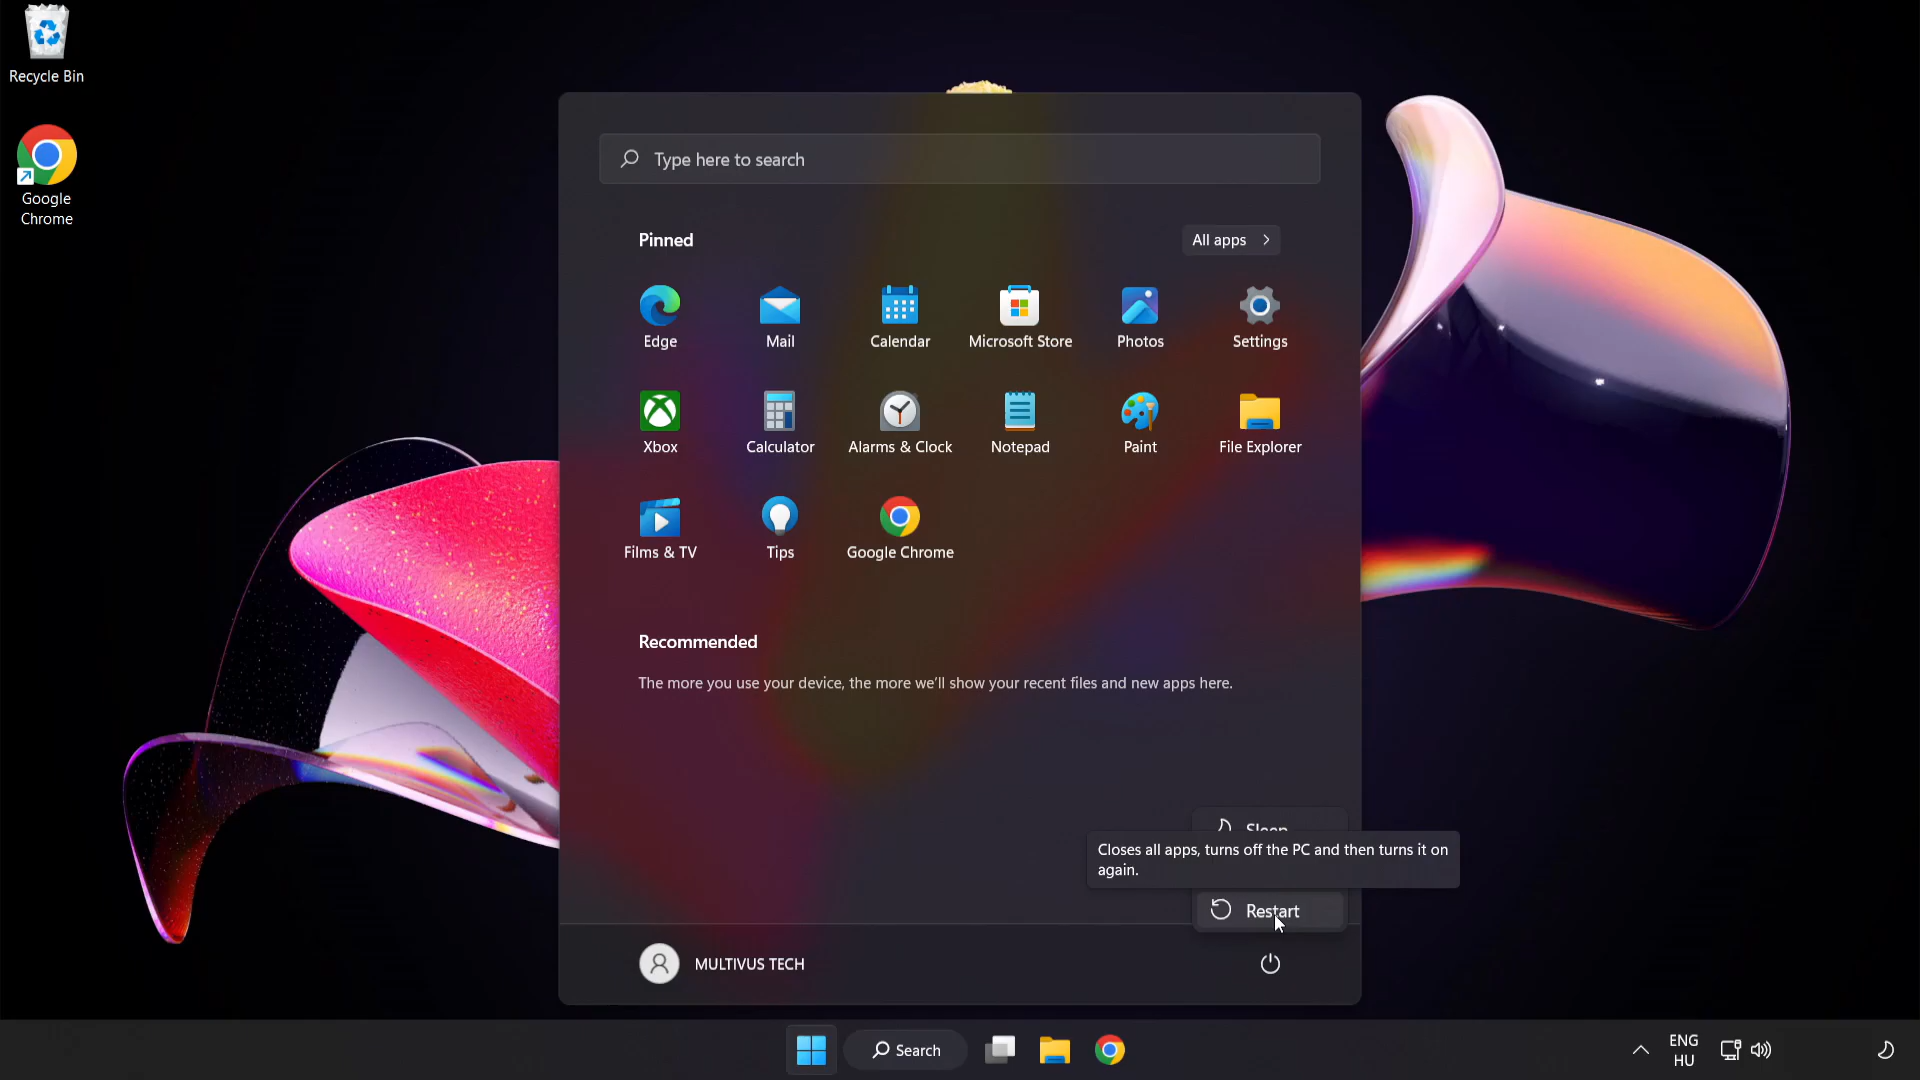 Recycle Bin
Google
Chrome
Type here to search
Pinned
All apps
Edge
Mail
Calendar
Microsoft Store
Photos
Settings
Xbox
Calculator
Alarms & Clock
Notepad
Paint
File Explorer
Films & TV
Tips
Google Chrome
Recommended
The more you use your device, the more we'll show your recent files and new apps here.
Sleep
Closes all apps, turns off the PC and then turns it on
again.
Restart
MULTIVUS TECH
Search
ENG
HU